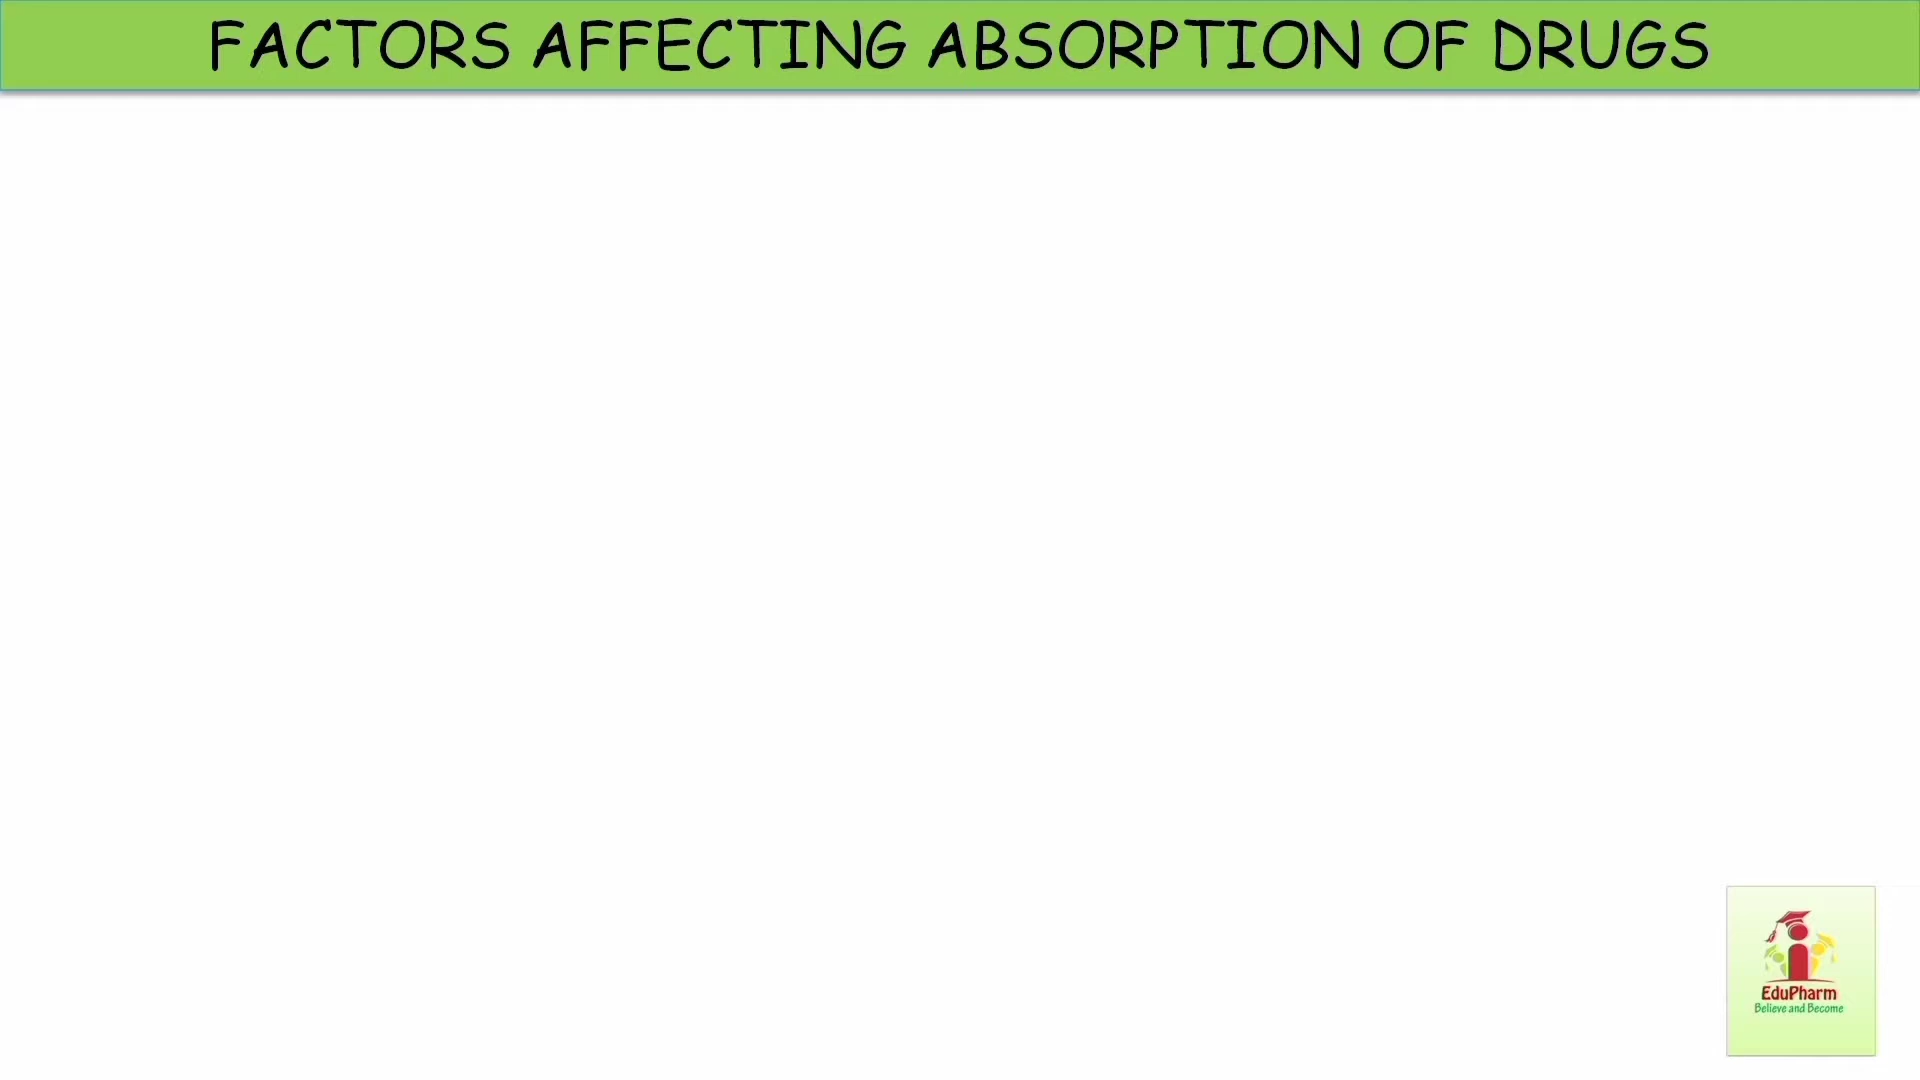 FACTORS AFFECTING ABSORPTION OF DRUGS
EduPharm
Believe and Become